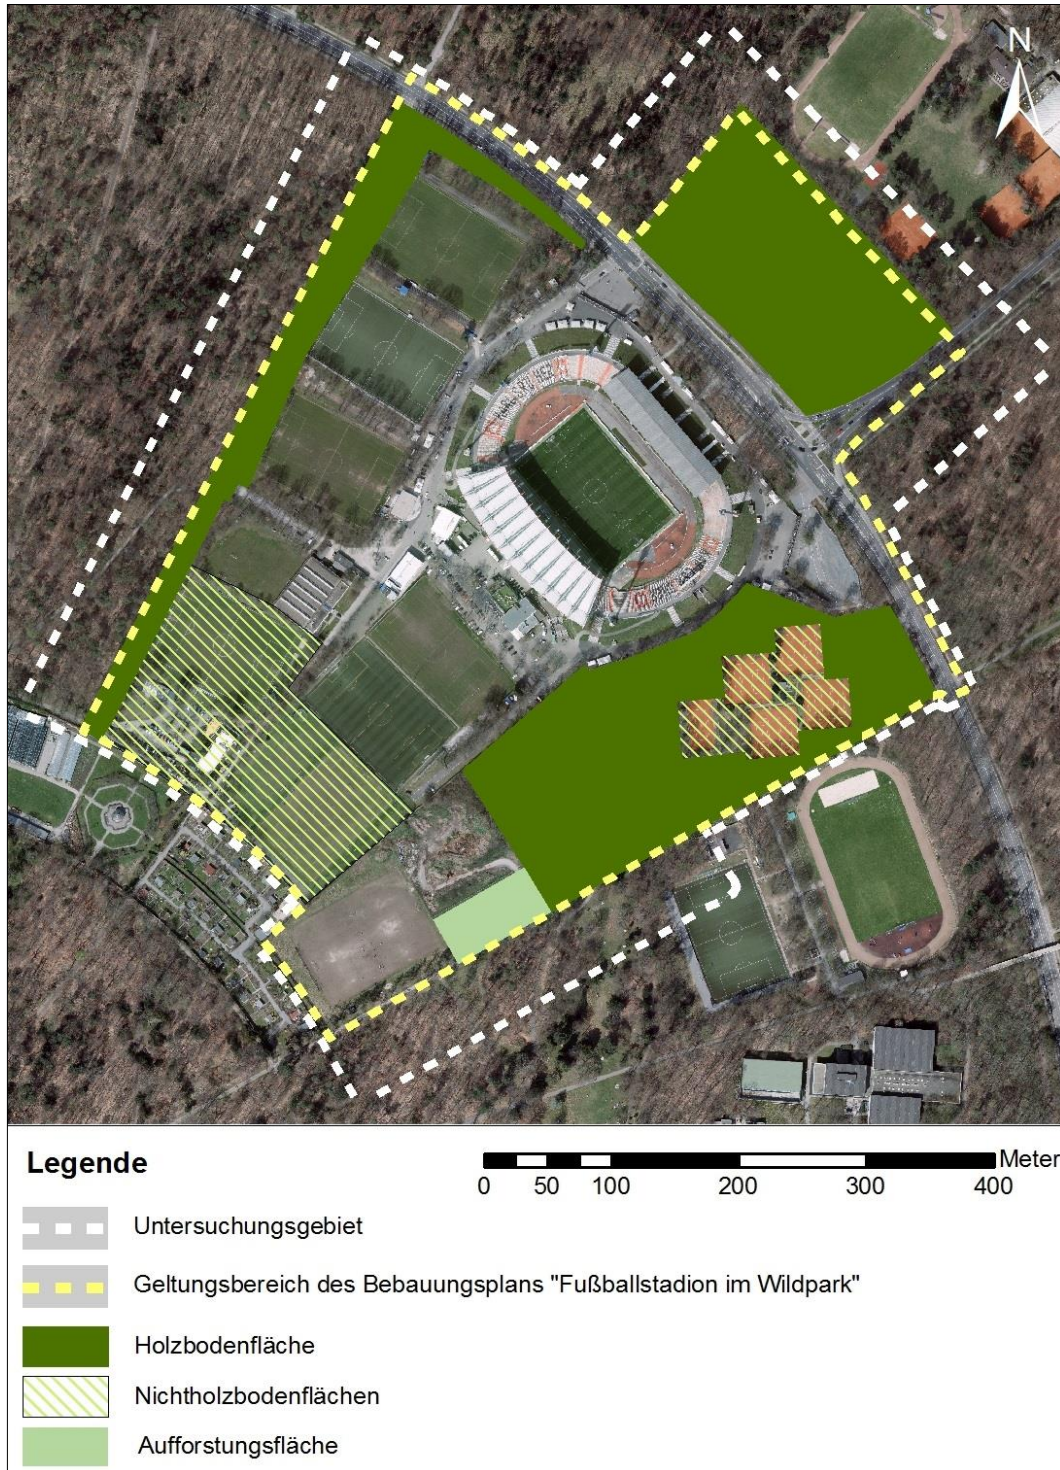 N
Legende
Meter
0 50 100 200 300 400
Untersuchungsgebiet
Geltungsbereich des Bebauungsplans "Fußballstadion im Wildpark"
Holzbodenfläche
Nichtholzbodenflächen
Aufforstungsfläche